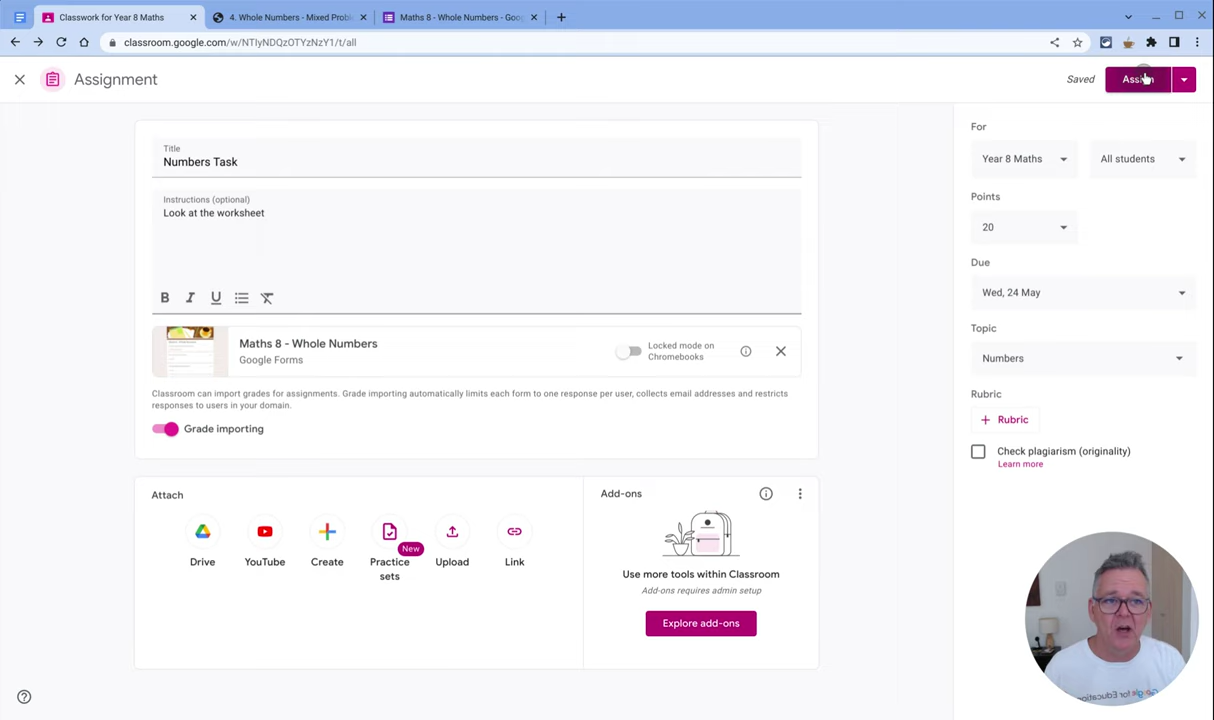 Classwork for Year 8 Maths
4. Whole Numbers - Mixed Probl
Maths 8 - Whole Numbers - Goo
classroom.google.com/w/NTIyNDQzOTYzNzY1/t/all
Assignment
Saved
Title
Numbers Task
Instructions (optional)
Look at the worksheet
B I U
Maths 8 - Whole Numbers
Google Forms
Locked mode on
Chromebooks
Classroom can import grades for assignments. Grade importing automatically limits each form to one response per user, collects email addresses and restricts
responses to users in your domain.
Grade importing
For
Year 8 Maths
All students
Points
20
Due
Wed, 24 May
Topic
Numbers
Rubric
Rubric
Check plagiarism (originality)
Learn more
Attach
Drive
YouTube
Create
New
Practice
sets
Upload
Link
Add-ons
Use more tools within Classroom
Add-ons requires admin setup
Explore add-ons